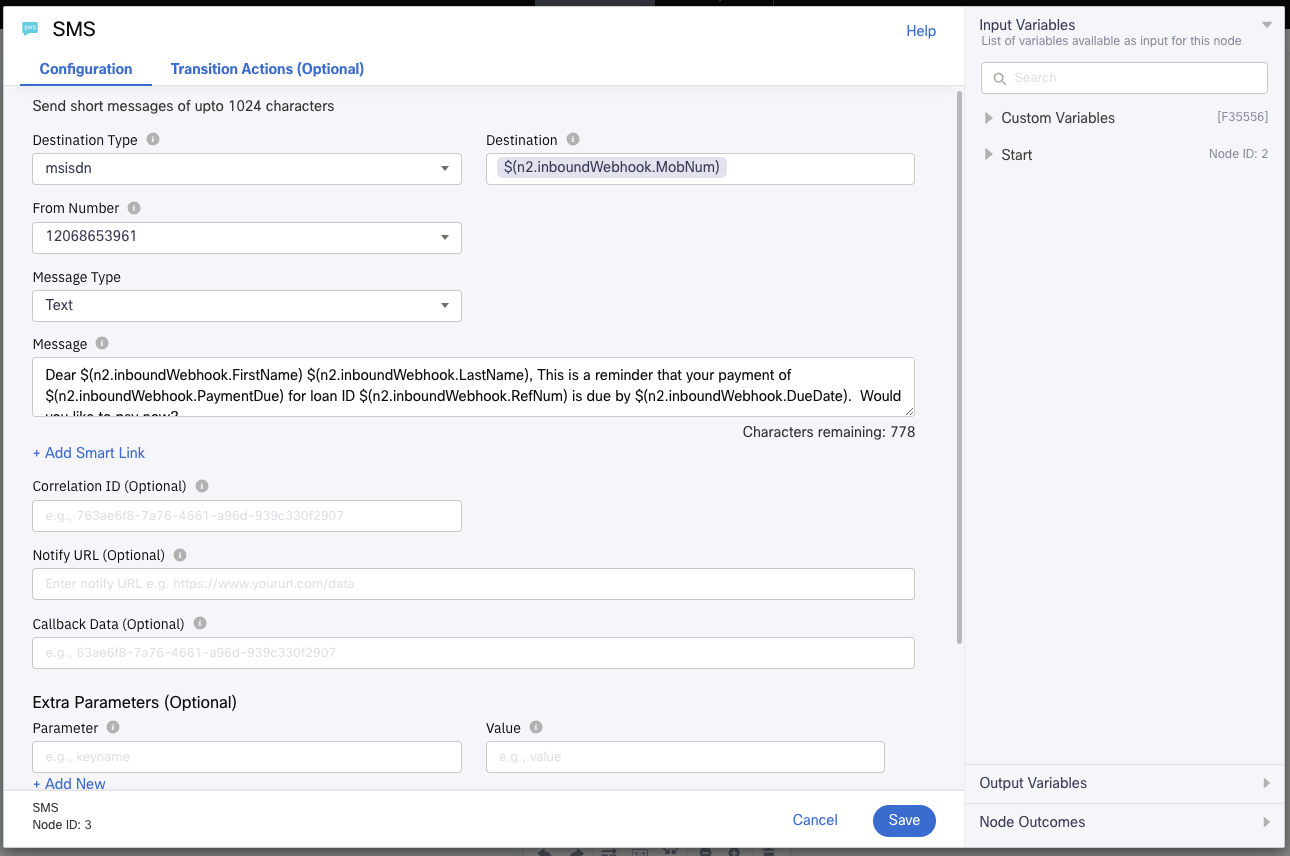 SMS
SMS
Help
Configuration
Transition Actions (Optional)
Send short messages of upto 1024 characters
Destination Type
Destination
msisdn
$(n2.inboundWebhook.MobNum)
From Number
12068653961
Message Type
Text
Message
Dear $(n2.inboundWebhook.FirstName) $(n2.inboundWebhook.LastName), This is a reminder that your payment of
$(n2.inboundWebhook.PaymentDue) for loan ID $(n2.inboundWebhook.RefNum) is due by $(n2.inboundWebhook.DueDate).  Would
you like to pay now?
Characters remaining: 778
+ Add Smart Link
Correlation ID (Optional)
e.g., 763ae6f8-7a76-4661-a96d-939c330f2907
Notify URL (Optional)
Enter notify URL e.g. https://www.yoururl.com/data
Callback Data (Optional)
e.g., 63ae6f8-7a76-4661-a96d-939c330f2907
Extra Parameters (Optional)
Parameter
Value
e.g., keyname
e.g., value
+ Add New
SMS
Node ID: 3
Cancel
Save
Input Variables
List of variables available as input for this node
Search
Custom Variables
[F35556]
Start
Node ID: 2
Output Variables
Node Outcomes